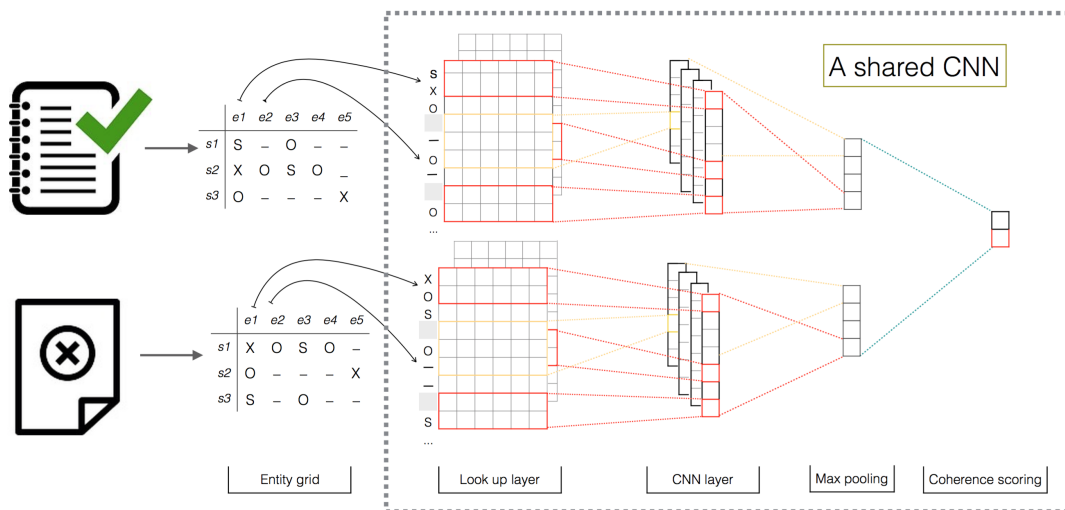 A shared CNN
e1 e2 e3 e4 e5
s1 S – O – –
s2 X O S O –
s3 O – – – X
S
X
O
–
O
–
O
...
e1 e2 e3 e4 e5
s1 X O S O –
s2 O – – – X
s3 S – O – –
X
O
S
O
–
–
S
...
Entity grid
Look up layer
CNN layer
Max pooling
Coherence scoring